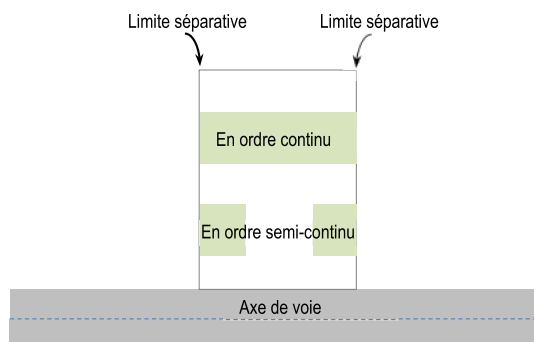 Limite séparative Limite séparative
En ordre continu
En ordre semi-continu
Axe de voie